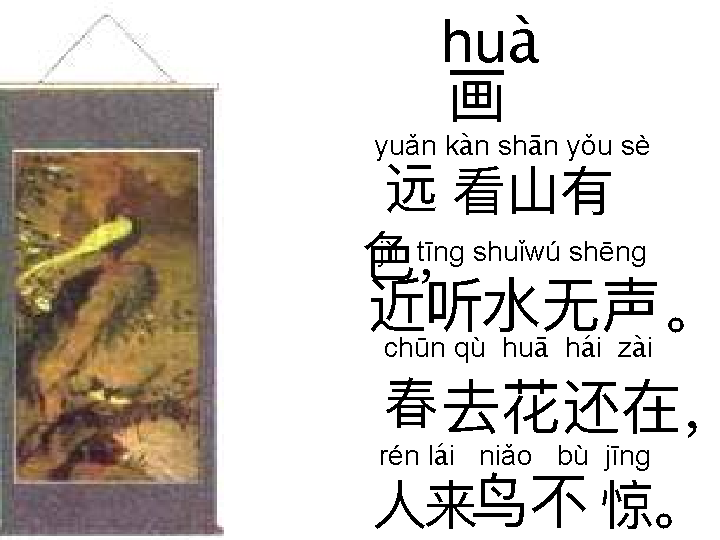 huà
画
yuǎn kàn shān yǒu sè
远 看山有
色,
tīng shuǐwú shēng
近听水无声。
chūn qù huā hái zài
春去花还在,
rén lái niǎo bù jīng
人来鸟不惊。